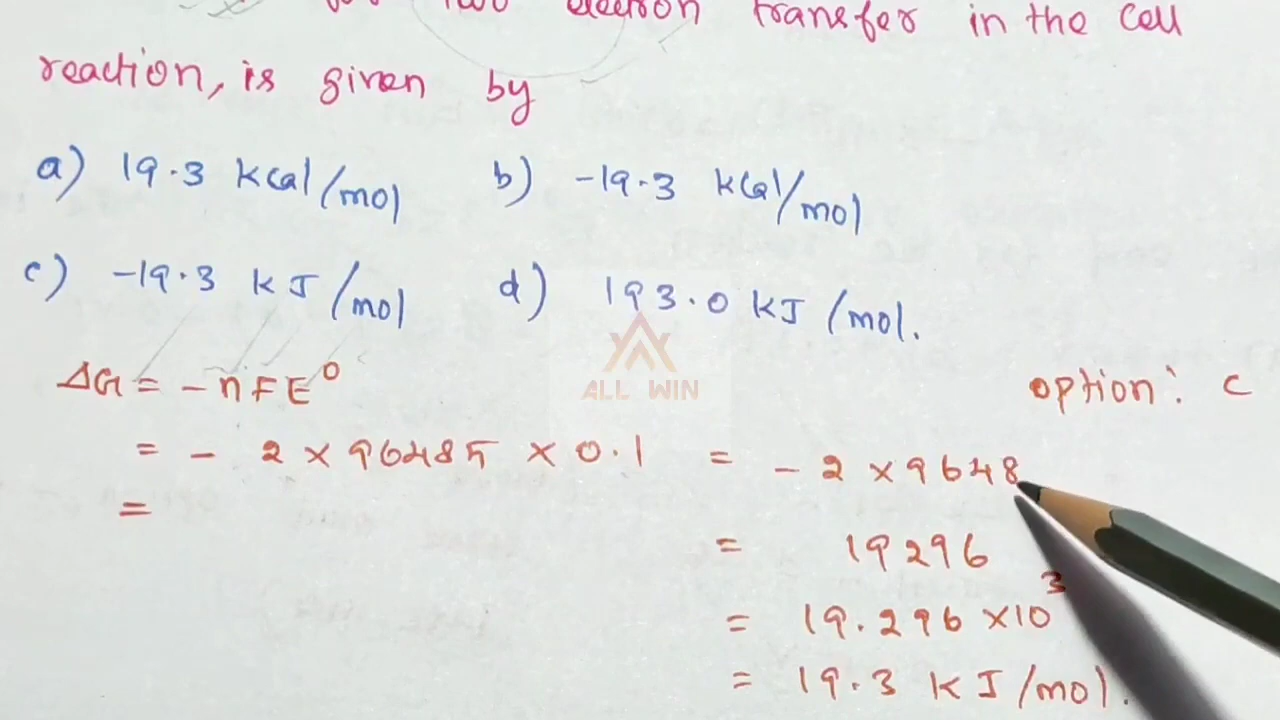 for two electron transfer in the cell
reaction, is given by
a) 19.3 kcal/mol b) -19.3 kcal/mol
c) -19.3 kJ/mol d) 193.0 kJ/mol.
ΔG = - nFE⁰ option: c
= - 2 × 96485 × 0.1 = - 2 × 9648
=
= 19296
= 19.296 × 10³
= 19.3 kJ/mol.
ALL WIN